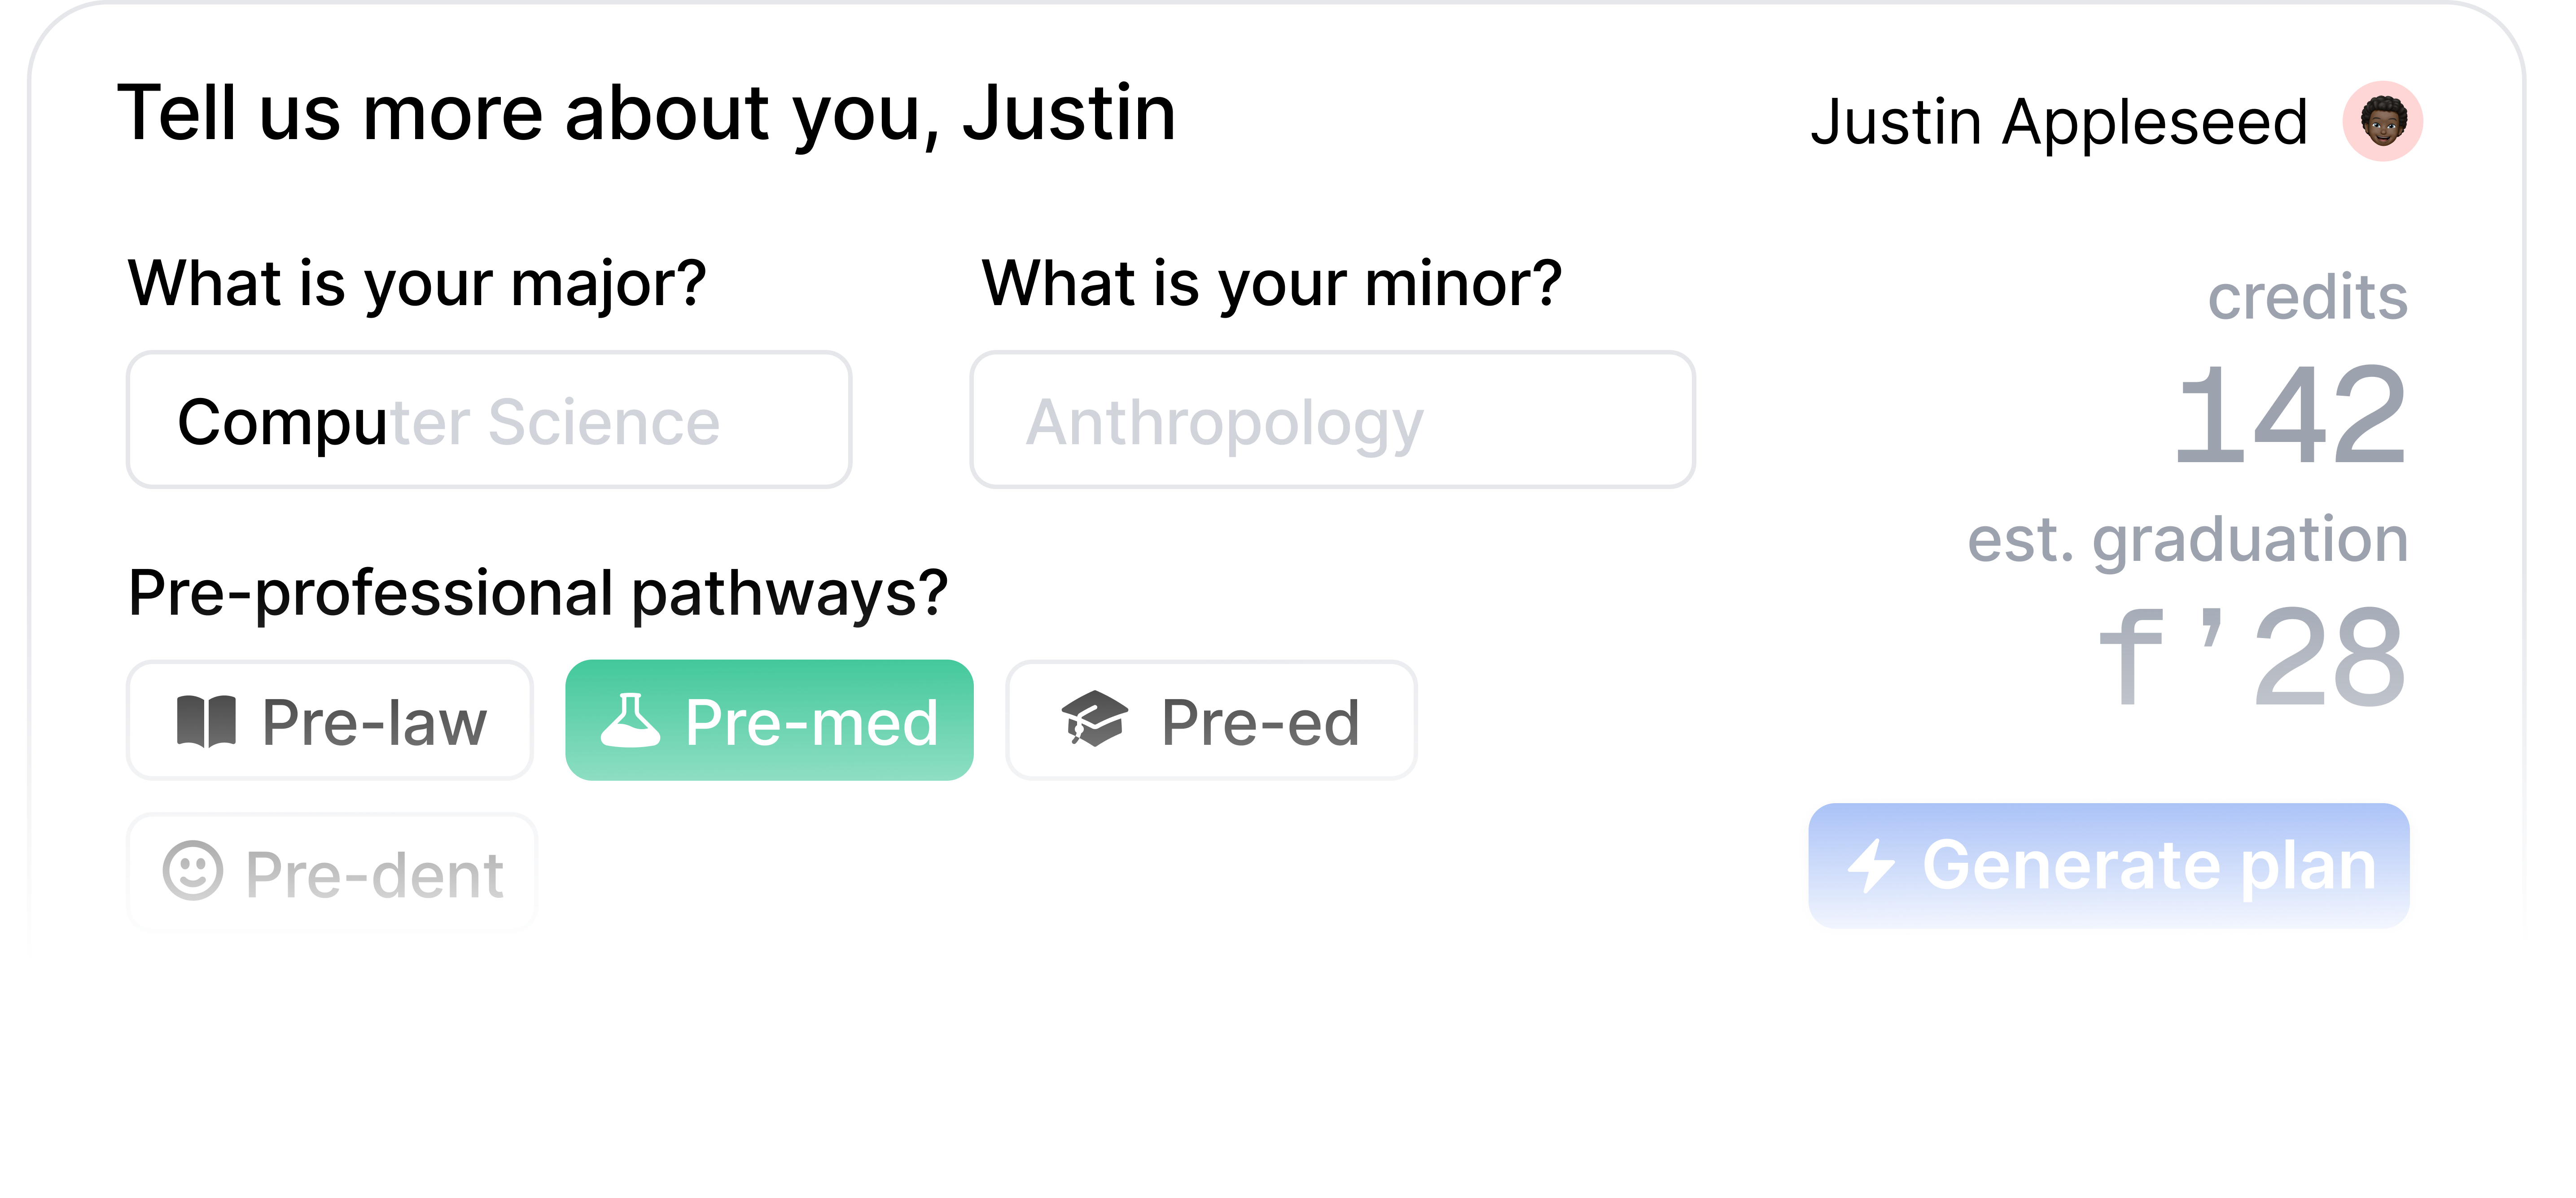 Tell us more about you, Justin
Justin Appleseed
What is your major?
Computer Science
What is your minor?
Anthropology
credits
142
est. graduation
f’28
Pre-professional pathways?
Pre-law
Pre-med
Pre-ed
Pre-dent
Generate plan